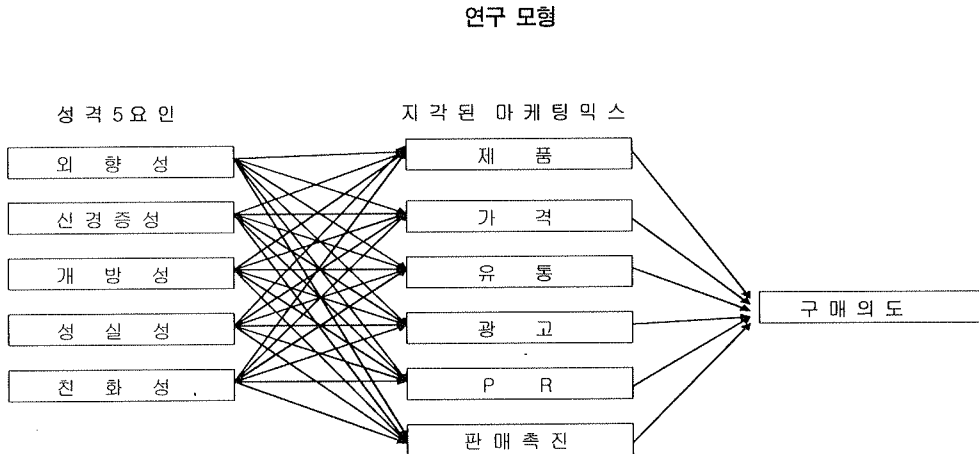 연구 모형
성격5요인
지각된 마케팅믹스
외향성
신경증성
개방성
성실성
친화성
제품
가격
유통
광고
PR
판매촉진
구매의도